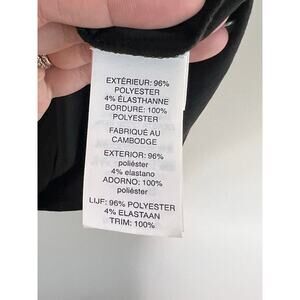 EXTÉRIEUR: 96%
POLYESTER
4% ÉLASTHANNE
BORDURE: 100%
POLYESTER
FABRIQUÉ AU
CAMBODGE
EXTERIOR: 96%
poliéster
4% elastano
ADORNO: 100%
poliéster
LIJF: 96% POLYESTER
4% ELASTAAN
TRIM: 100%